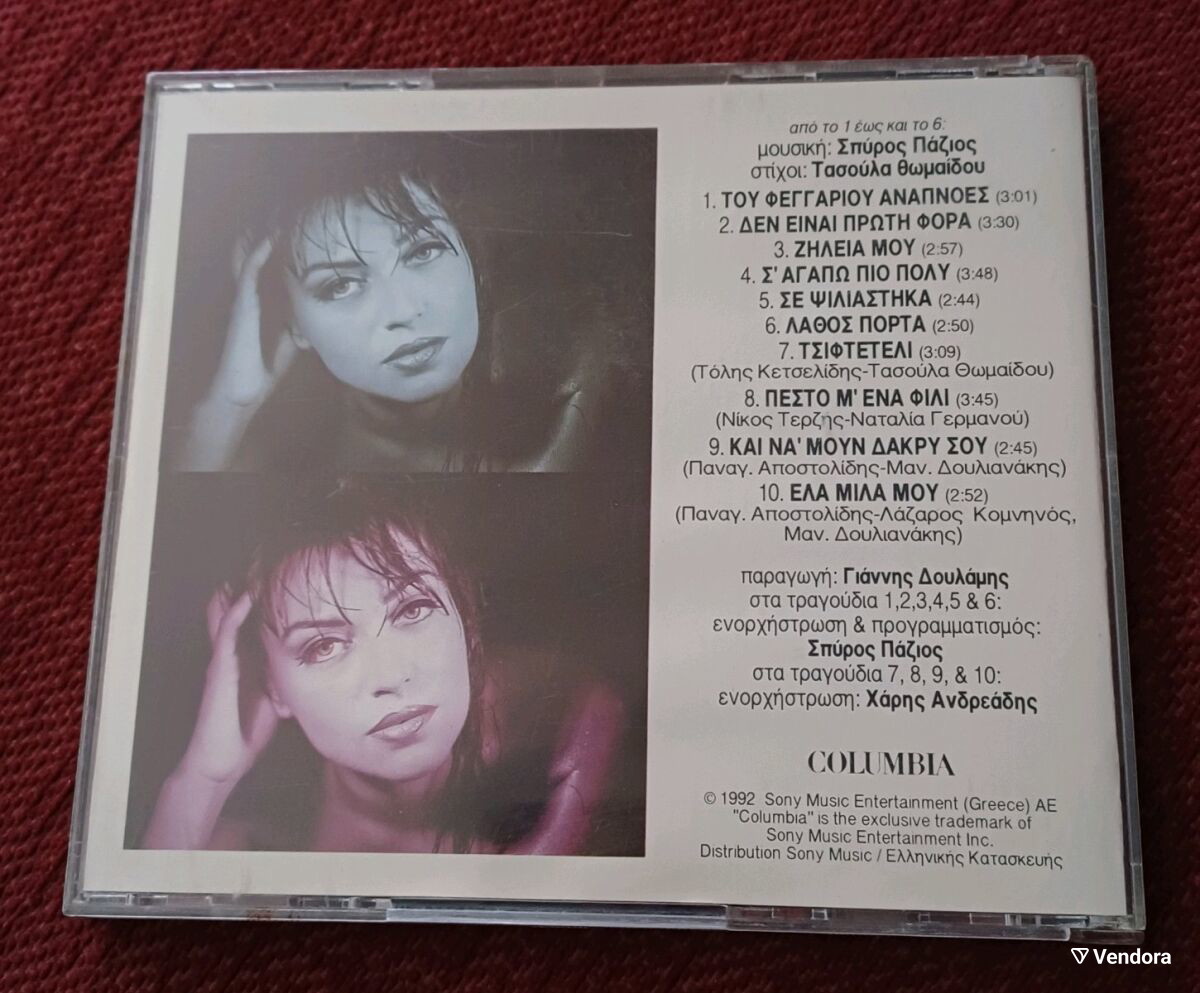 από το 1 έως και το 6:
μουσική: Σπύρος Πάζιος
στίχοι: Τασούλα Θωμαίδου
1. ΤΟΥ ΦΕΓΓΑΡΙΟΥ ΑΝΑΠΝΟΕΣ (3:01)
2. ΔΕΝ ΕΙΝΑΙ ΠΡΩΤΗ ΦΟΡΑ (3:30)
3. ΖΗΛΕΙΑ ΜΟΥ (2:57)
4. Σ' ΑΓΑΠΩ ΠΙΟ ΠΟΛΥ (3:48)
5. ΣΕ ΨΙΛΙΑΣΤΗΚΑ (2:44)
6. ΛΑΘΟΣ ΠΟΡΤΑ (2:50)
7. ΤΣΙΦΤΕΤΕΛΙ (3:09)
(Τόλης Κετσελίδης-Τασούλα Θωμαίδου)
8. ΠΕΣΤΟ Μ' ΕΝΑ ΦΙΛΙ (3:45)
(Νίκος Τερζής-Ναταλία Γερμανού)
9. ΚΑΙ ΝΑ' ΜΟΥΝ ΔΑΚΡΥ ΣΟΥ (2:45)
(Παναγ. Αποστολίδης-Μαν. Δουλιανάκης)
10. ΕΛΑ ΜΙΛΑ ΜΟΥ (2:52)
(Παναγ. Αποστολίδης-Λάζαρος Κομνηνός,
Μαν. Δουλιανάκης)
παραγωγή: Γιάννης Δουλάμης
στα τραγούδια 1,2,3,4,5 & 6:
ενορχήστρωση & προγραμματισμός:
Σπύρος Πάζιος
στα τραγούδια 7, 8, 9, & 10:
ενορχήστρωση: Χάρης Ανδρεάδης
COLUMBIA
© 1992 Sony Music Entertainment (Greece) AE
"Columbia" is the exclusive trademark of
Sony Music Entertainment Inc.
Distribution Sony Music / Ελληνικής Κατασκευής
Vendora